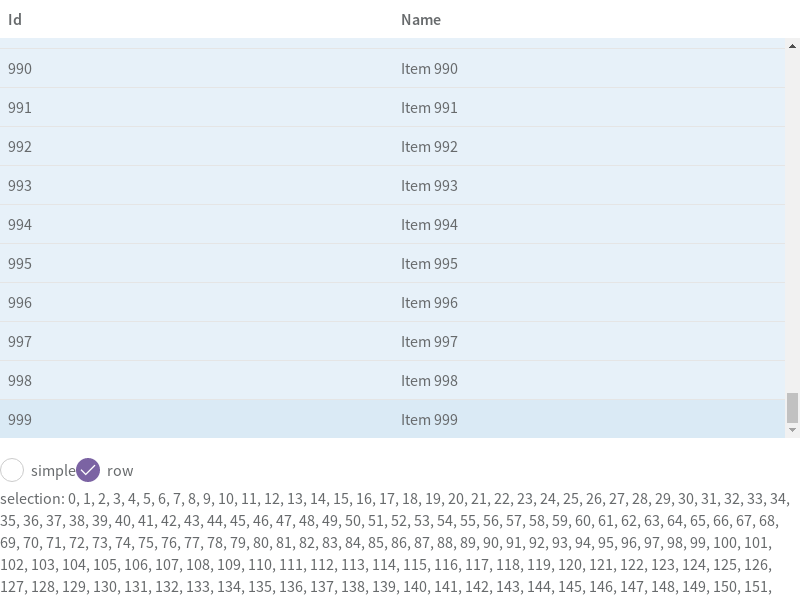 Id Name
990 Item 990
991 Item 991
992 Item 992
993 Item 993
994 Item 994
995 Item 995
996 Item 996
997 Item 997
998 Item 998
999 Item 999
simple row
selection: 0, 1, 2, 3, 4, 5, 6, 7, 8, 9, 10, 11, 12, 13, 14, 15, 16, 17, 18, 19, 20, 21, 22, 23, 24, 25, 26, 27, 28, 29, 30, 31, 32, 33, 34,
35, 36, 37, 38, 39, 40, 41, 42, 43, 44, 45, 46, 47, 48, 49, 50, 51, 52, 53, 54, 55, 56, 57, 58, 59, 60, 61, 62, 63, 64, 65, 66, 67, 68,
69, 70, 71, 72, 73, 74, 75, 76, 77, 78, 79, 80, 81, 82, 83, 84, 85, 86, 87, 88, 89, 90, 91, 92, 93, 94, 95, 96, 97, 98, 99, 100, 101,
102, 103, 104, 105, 106, 107, 108, 109, 110, 111, 112, 113, 114, 115, 116, 117, 118, 119, 120, 121, 122, 123, 124, 125, 126,
127, 128, 129, 130, 131, 132, 133, 134, 135, 136, 137, 138, 139, 140, 141, 142, 143, 144, 145, 146, 147, 148, 149, 150, 151,